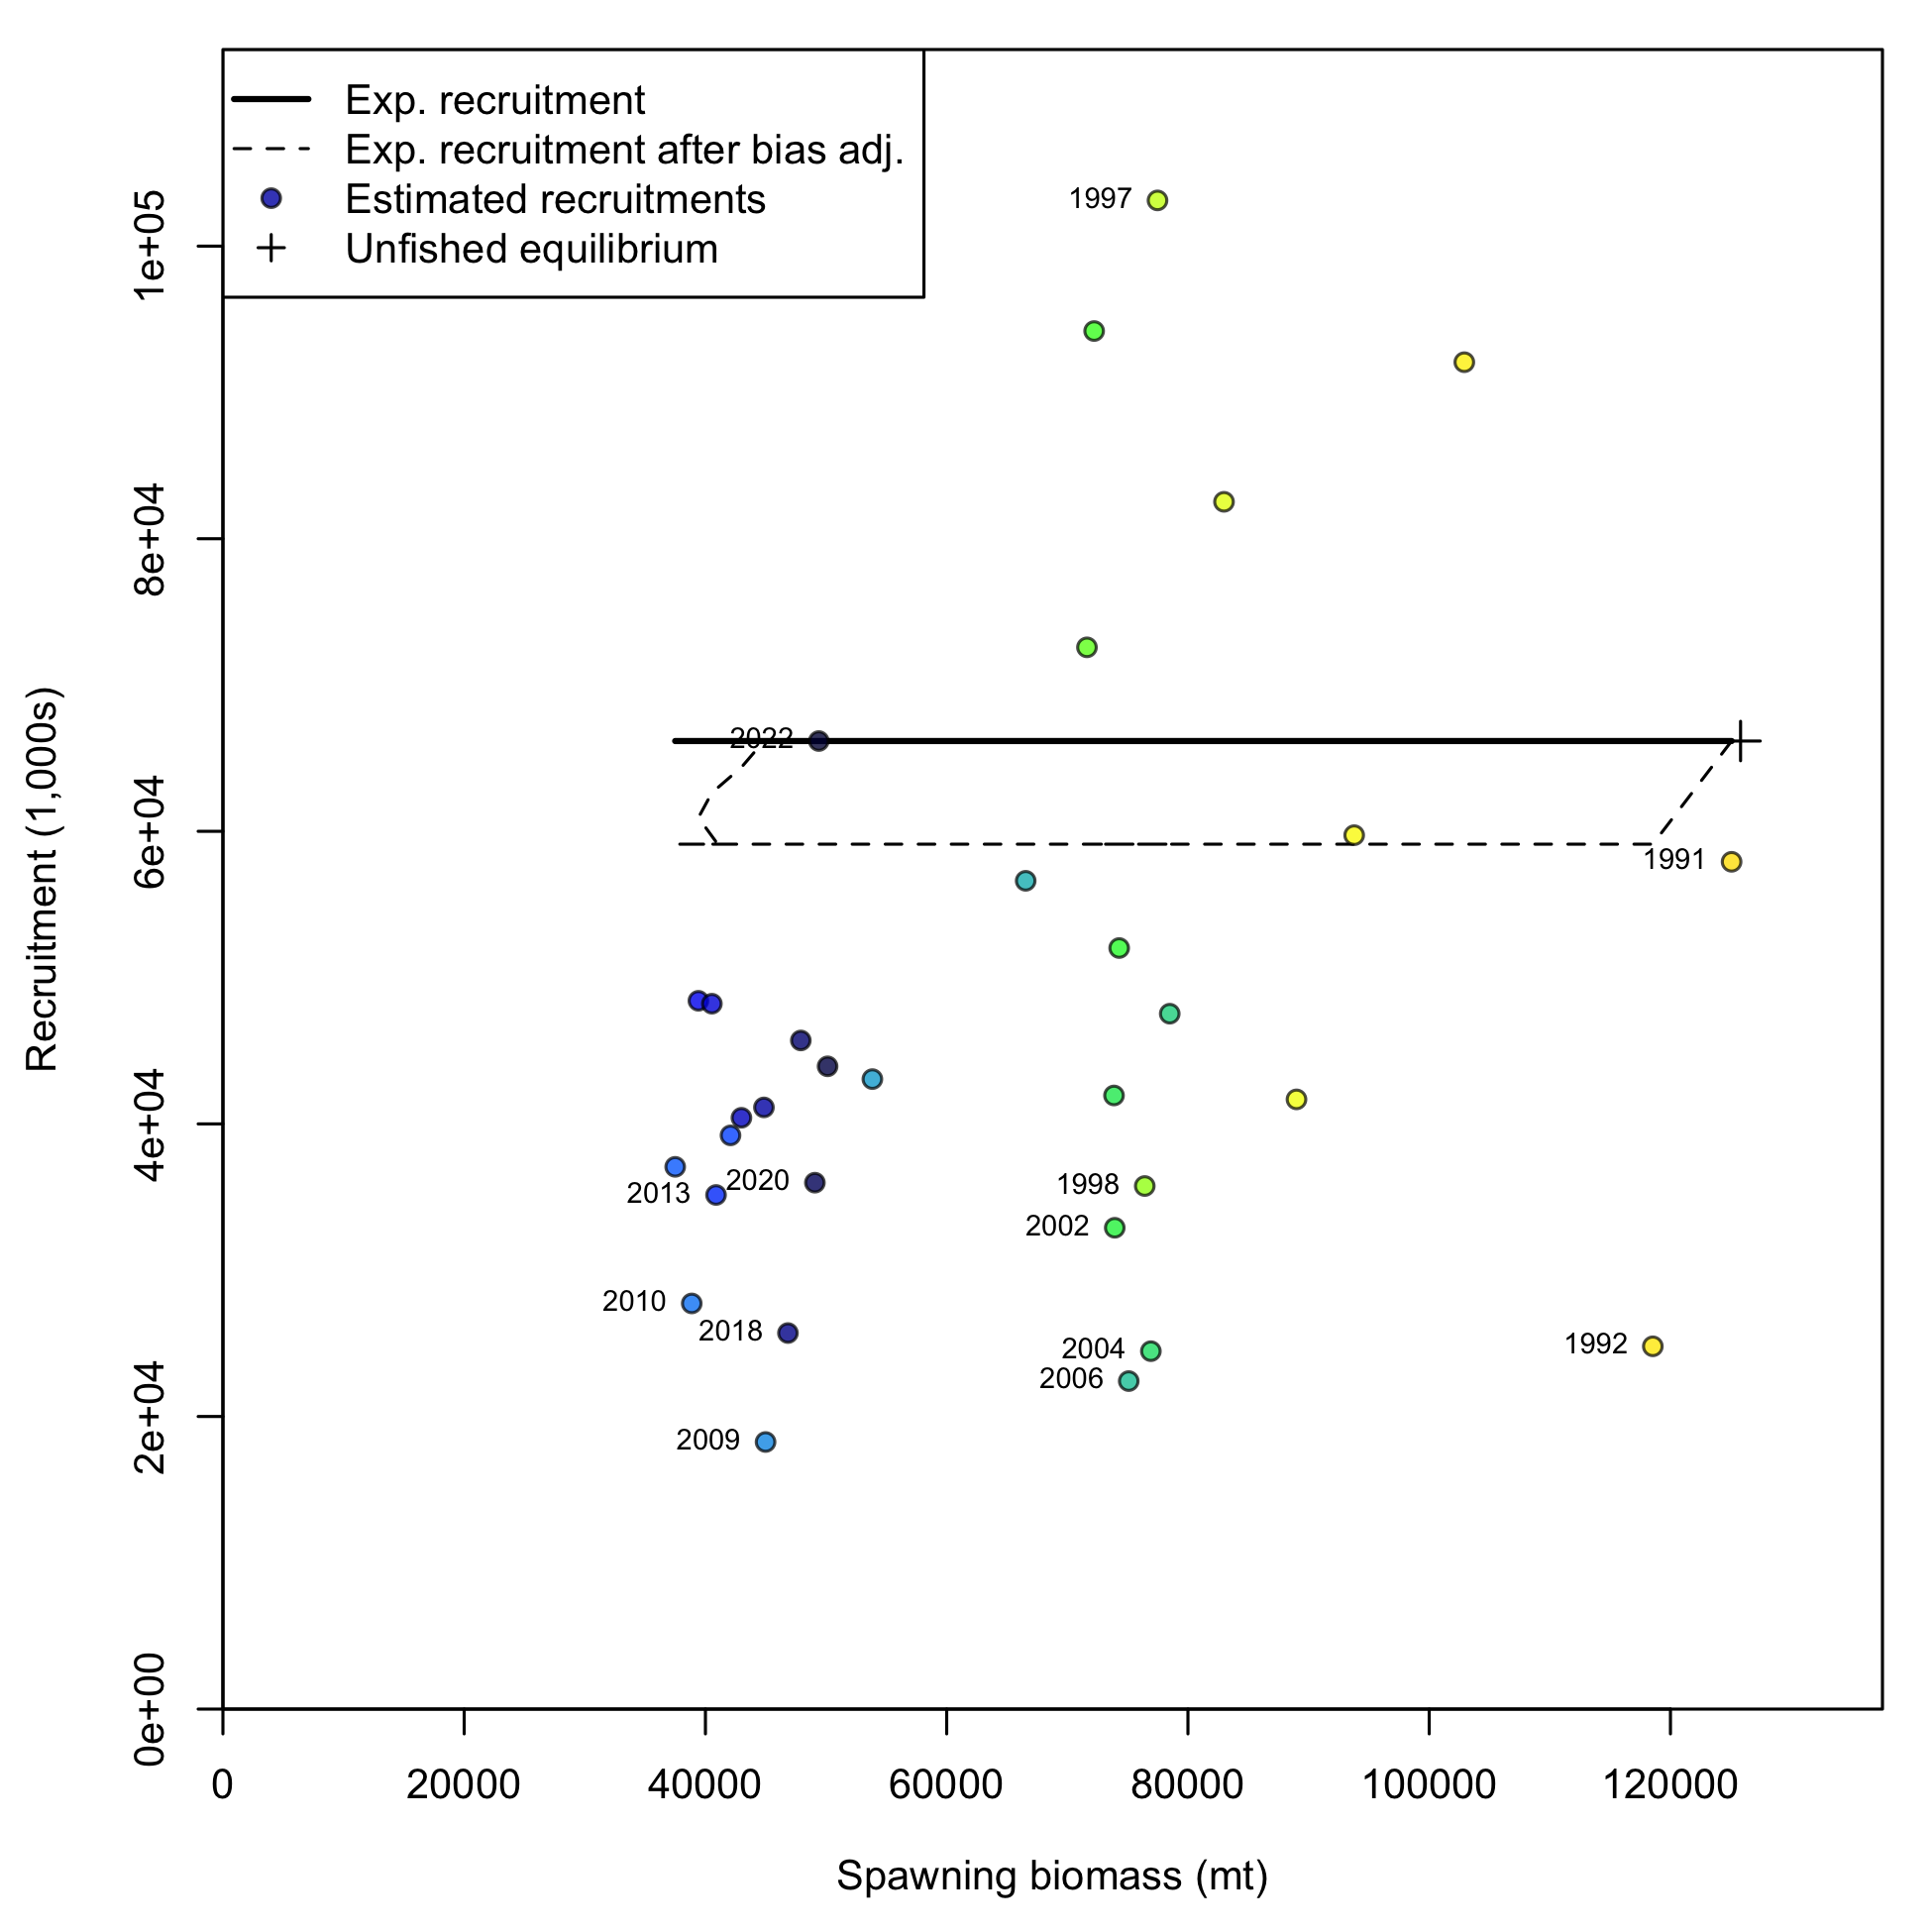 Exp. recruitment
Exp. recruitment after bias adj.
Estimated recruitments
Unfished equilibrium
1997
2022
1991
2020
2013
1998
2002
2010
2018
2004
1992
2006
2009
Recruitment (1,000s)
1e+05
8e+04
6e+04
4e+04
2e+04
0e+00
0 20000 40000 60000 80000 100000 120000
Spawning biomass (mt)